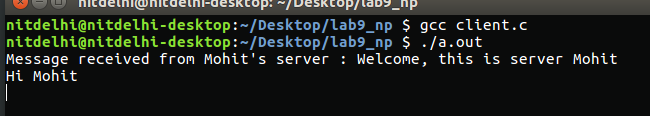 nitdelhi@nitdelhi-desktop:~/Desktop/lab9_np
nitdelhi@nitdelhi-desktop:~/Desktop/lab9_np $ gcc client.c
nitdelhi@nitdelhi-desktop:~/Desktop/lab9_np $ ./a.out
Message received from Mohit's server : Welcome, this is server Mohit
Hi Mohit